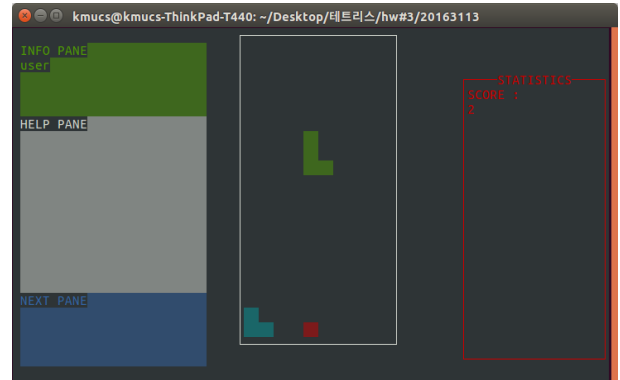 kmucs@kmucs-ThinkPad-T440: ~/Desktop/테트리스/hw#3/20163113
INFO PANE
user
HELP PANE
NEXT PANE
STATISTICS
SCORE :
2